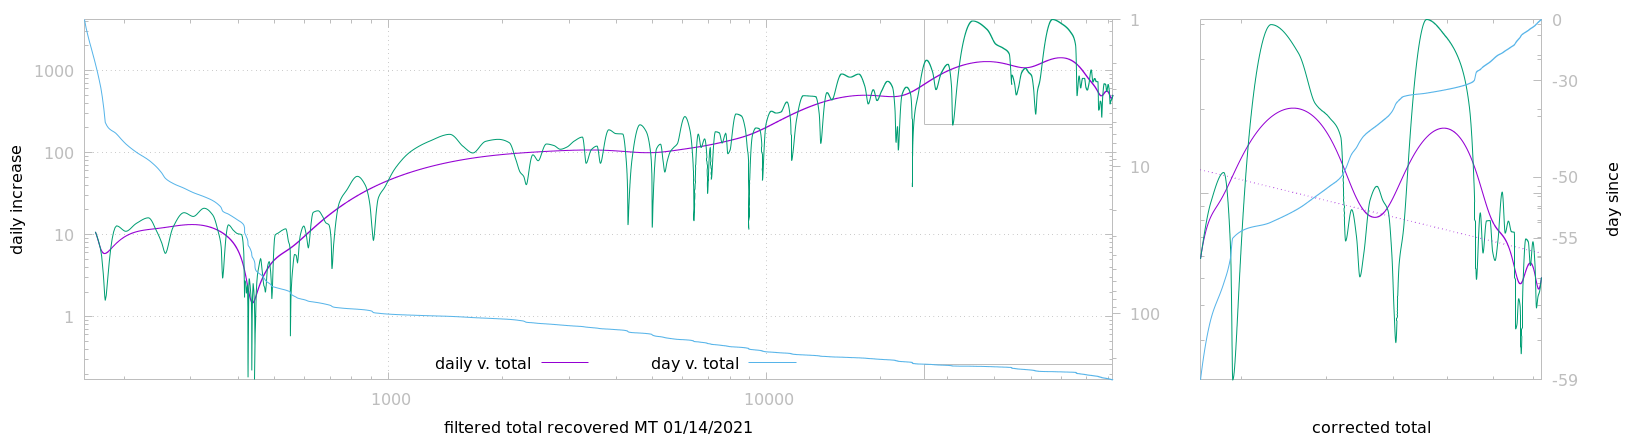 daily increase
1000
100
10
1
1
10
100
daily v. total
day v. total
1000
10000
filtered total recovered MT 01/14/2021
0
-30
-50
-55
-59
day since
corrected total